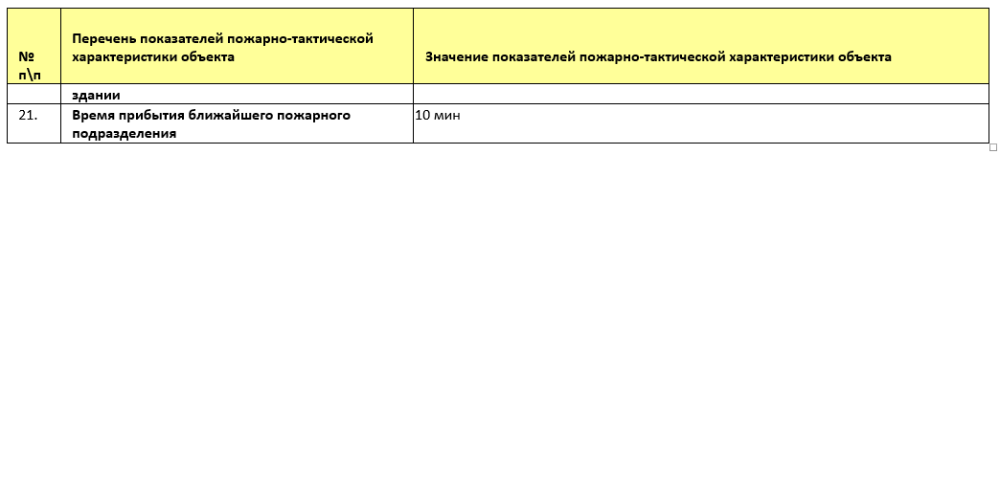 №
п\п
Перечень показателей пожарно-тактической
характеристики объекта
Значение показателей пожарно-тактической характеристики объекта
здании
21.
Время прибытия ближайшего пожарного
подразделения
10 мин